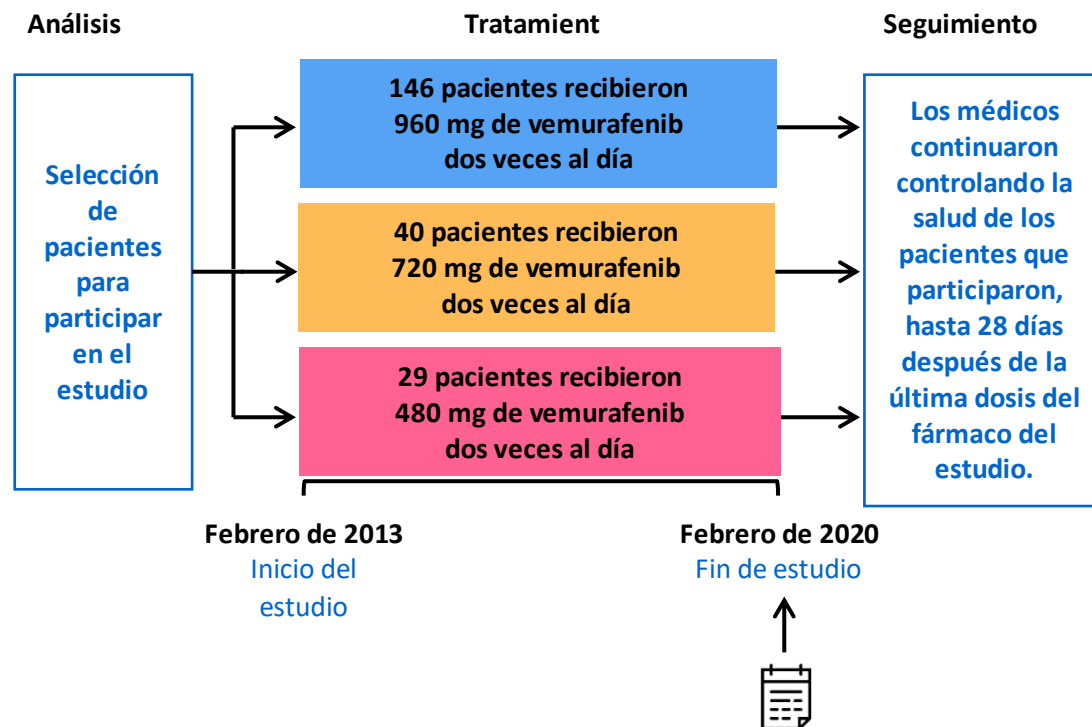 Análisis
Tratamient
Seguimiento
Selección
de
pacientes
para
participar
en el
estudio
146 pacientes recibieron
960 mg de vemurafenib
dos veces al día
40 pacientes recibieron
720 mg de vemurafenib
dos veces al día
29 pacientes recibieron
480 mg de vemurafenib
dos veces al día
Los médicos
continuaron
controlando la
salud de los
pacientes que
participaron,
hasta 28 días
después de la
última dosis del
fármaco del
estudio.
Febrero de 2013
Inicio del
estudio
Febrero de 2020
Fin de estudio